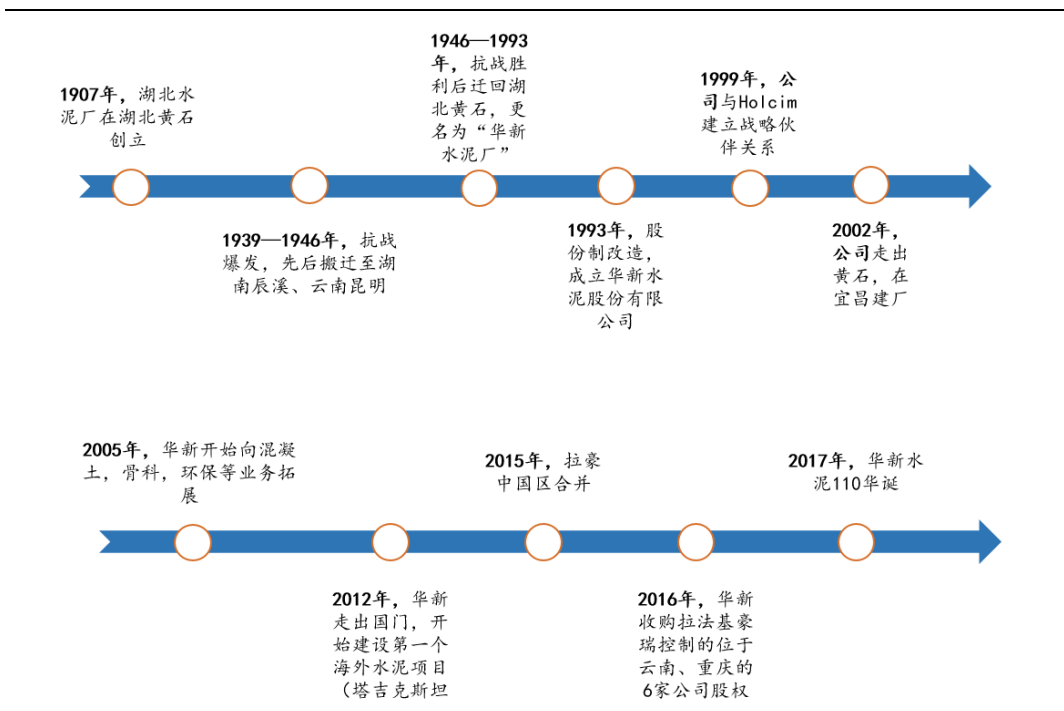 1907年，湖北水
泥厂在湖北黄石
创立
1939—1946年，抗战
爆发，先后搬迁至湖
南辰溪、云南昆明
1946—1993
年，抗战胜
利后迁回湖
北黄石，更
名为“华新
水泥厂”
1993年，股
份制改造，
成立华新水
泥股份有限
公司
1999年，公
司与Holcim
建立战略伙
伴关系
2002年，
公司走出
黄石，在
宜昌建厂
2005年，华新开始向混凝
土，骨科，环保等业务拓
展
2012年，华新
走出国门，开
始建设第一个
海外水泥项目
（塔吉克斯坦
2015年，拉豪
中国区合并
2016年，华新
收购拉法基豪
瑞控制的位于
云南、重庆的
6家公司股权
2017年，华新水
泥110华诞